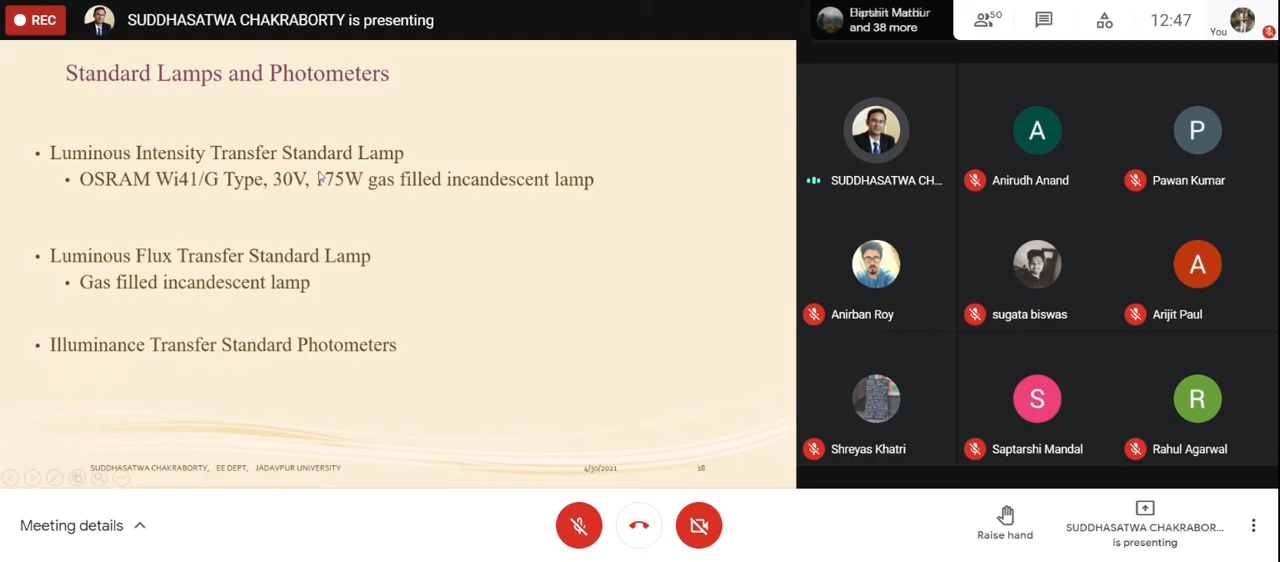 REC
SUDDHASATWA CHAKRABORTY is presenting
and 38 more
50
12:47
You
Standard Lamps and Photometers
• Luminous Intensity Transfer Standard Lamp
• OSRAM Wi41/G Type, 30V, 175W gas filled incandescent lamp
• Luminous Flux Transfer Standard Lamp
• Gas filled incandescent lamp
• Illuminance Transfer Standard Photometers
SUDDHASATWA CHAKRABORTY, EE DEPT, JADAVPUR UNIVERSITY
4/30/2021
18
SUDDHASATWA CH...
A
Anirudh Anand
P
Pawan Kumar
Anirban Roy
sugata biswas
A
Arijit Paul
Shreyas Khatri
S
Saptarshi Mandal
R
Rahul Agarwal
Meeting details
Raise hand
SUDDHASATWA CHAKRABOR...
is presenting